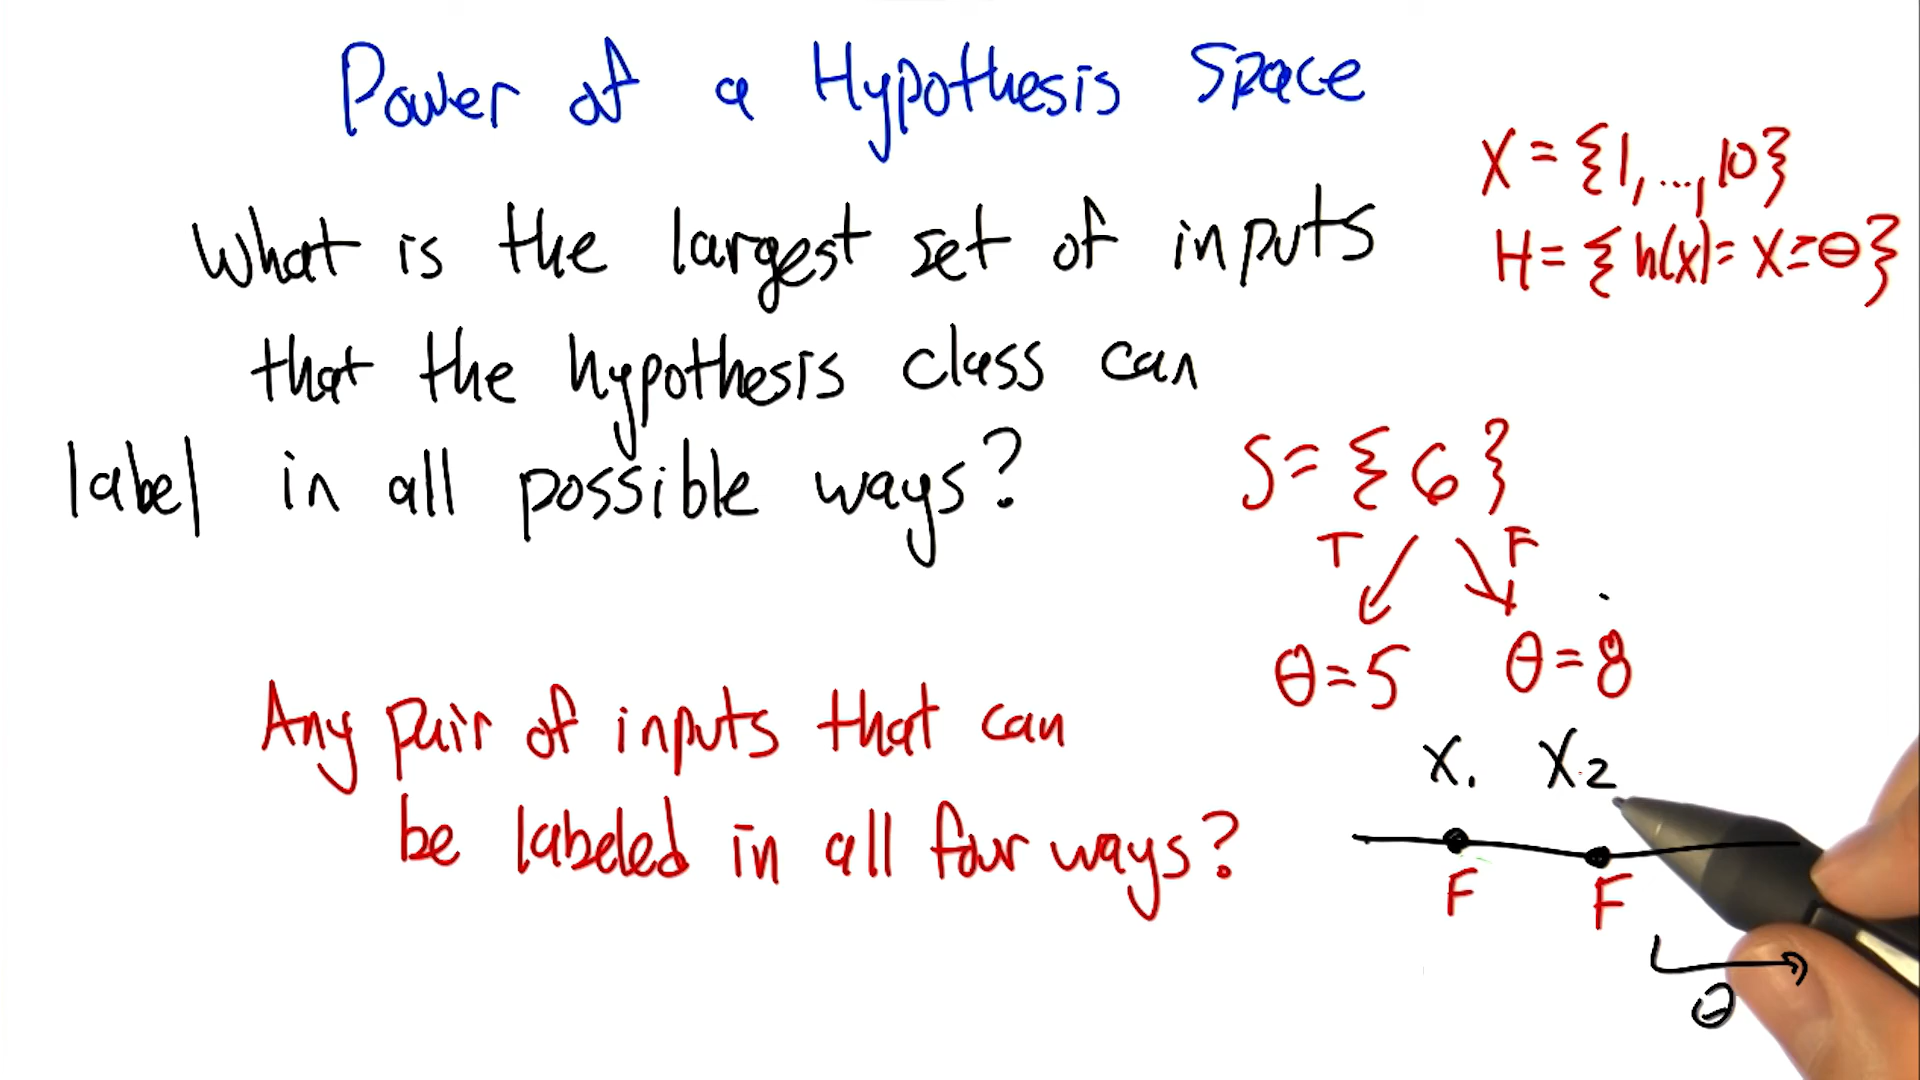 Power of a Hypothesis Space
X = {1, ..., 10}
H = { h(x) = x ≥ θ }
What is the largest set of inputs
that the hypothesis class can
label in all possible ways?
S = { 6 }
T F
θ = 5 θ = 8
Any pair of inputs that can
be labeled in all four ways?
X1 X2
F F
θ